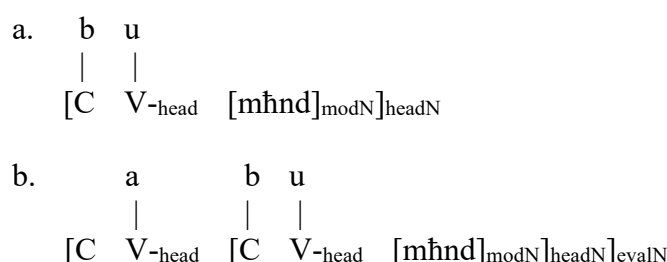 a. b u
| |
[C V-head [mħnd]modN]headN
b. a b u
| | |
[C V-head [C V-head [mħnd]modN]headN]evalN